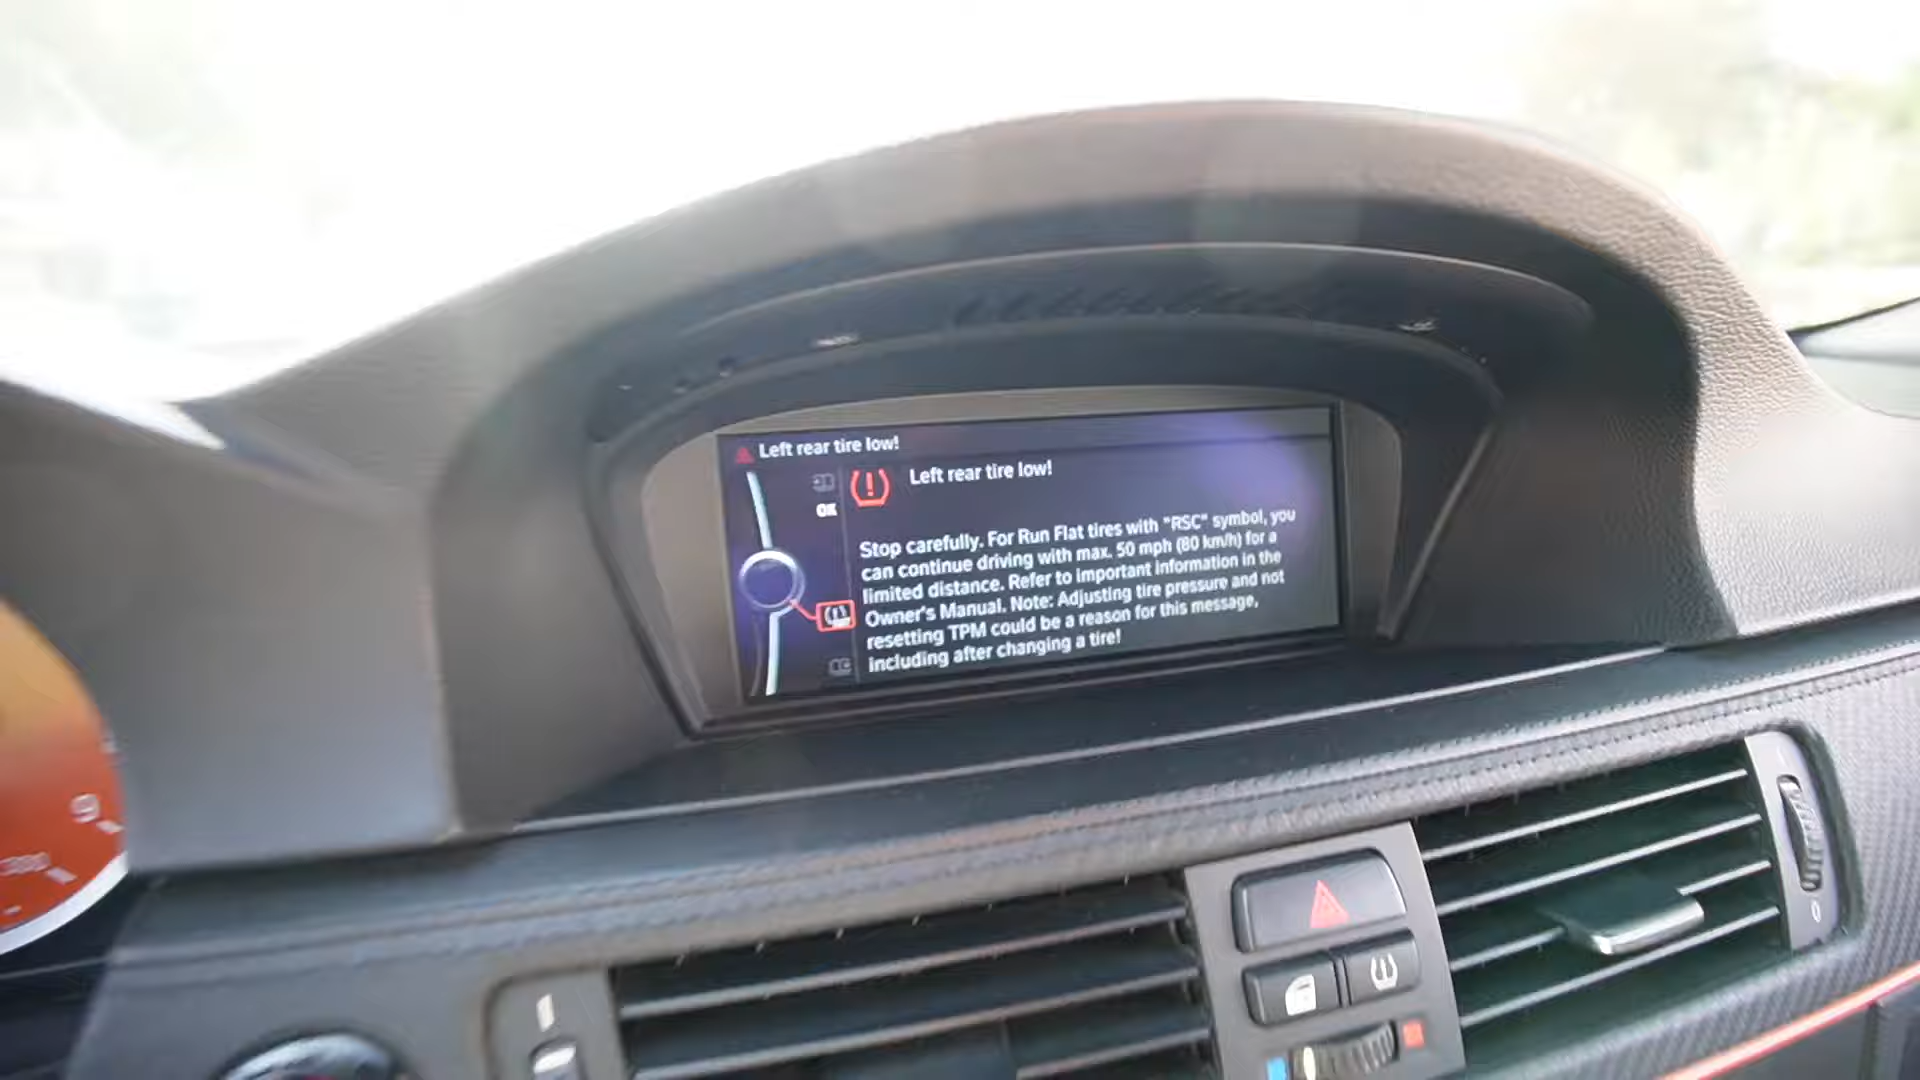 Left rear tire low!
Left rear tire low!
OK
Stop carefully. For Run Flat tires with "RSC" symbol, you
can continue driving with max. 50 mph (80 km/h) for a
limited distance. Refer to important information in the
Owner's Manual. Note: Adjusting tire pressure and not
resetting TPM could be a reason for this message,
including after changing a tire!
9
300
0